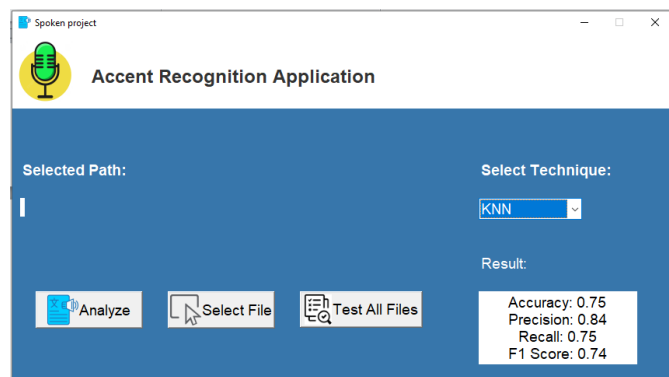 Spoken project
Accent Recognition Application
Selected Path:
Select Technique:
KNN
Result:
Analyze
Select File
Test All Files
Accuracy: 0.75
Precision: 0.84
Recall: 0.75
F1 Score: 0.74